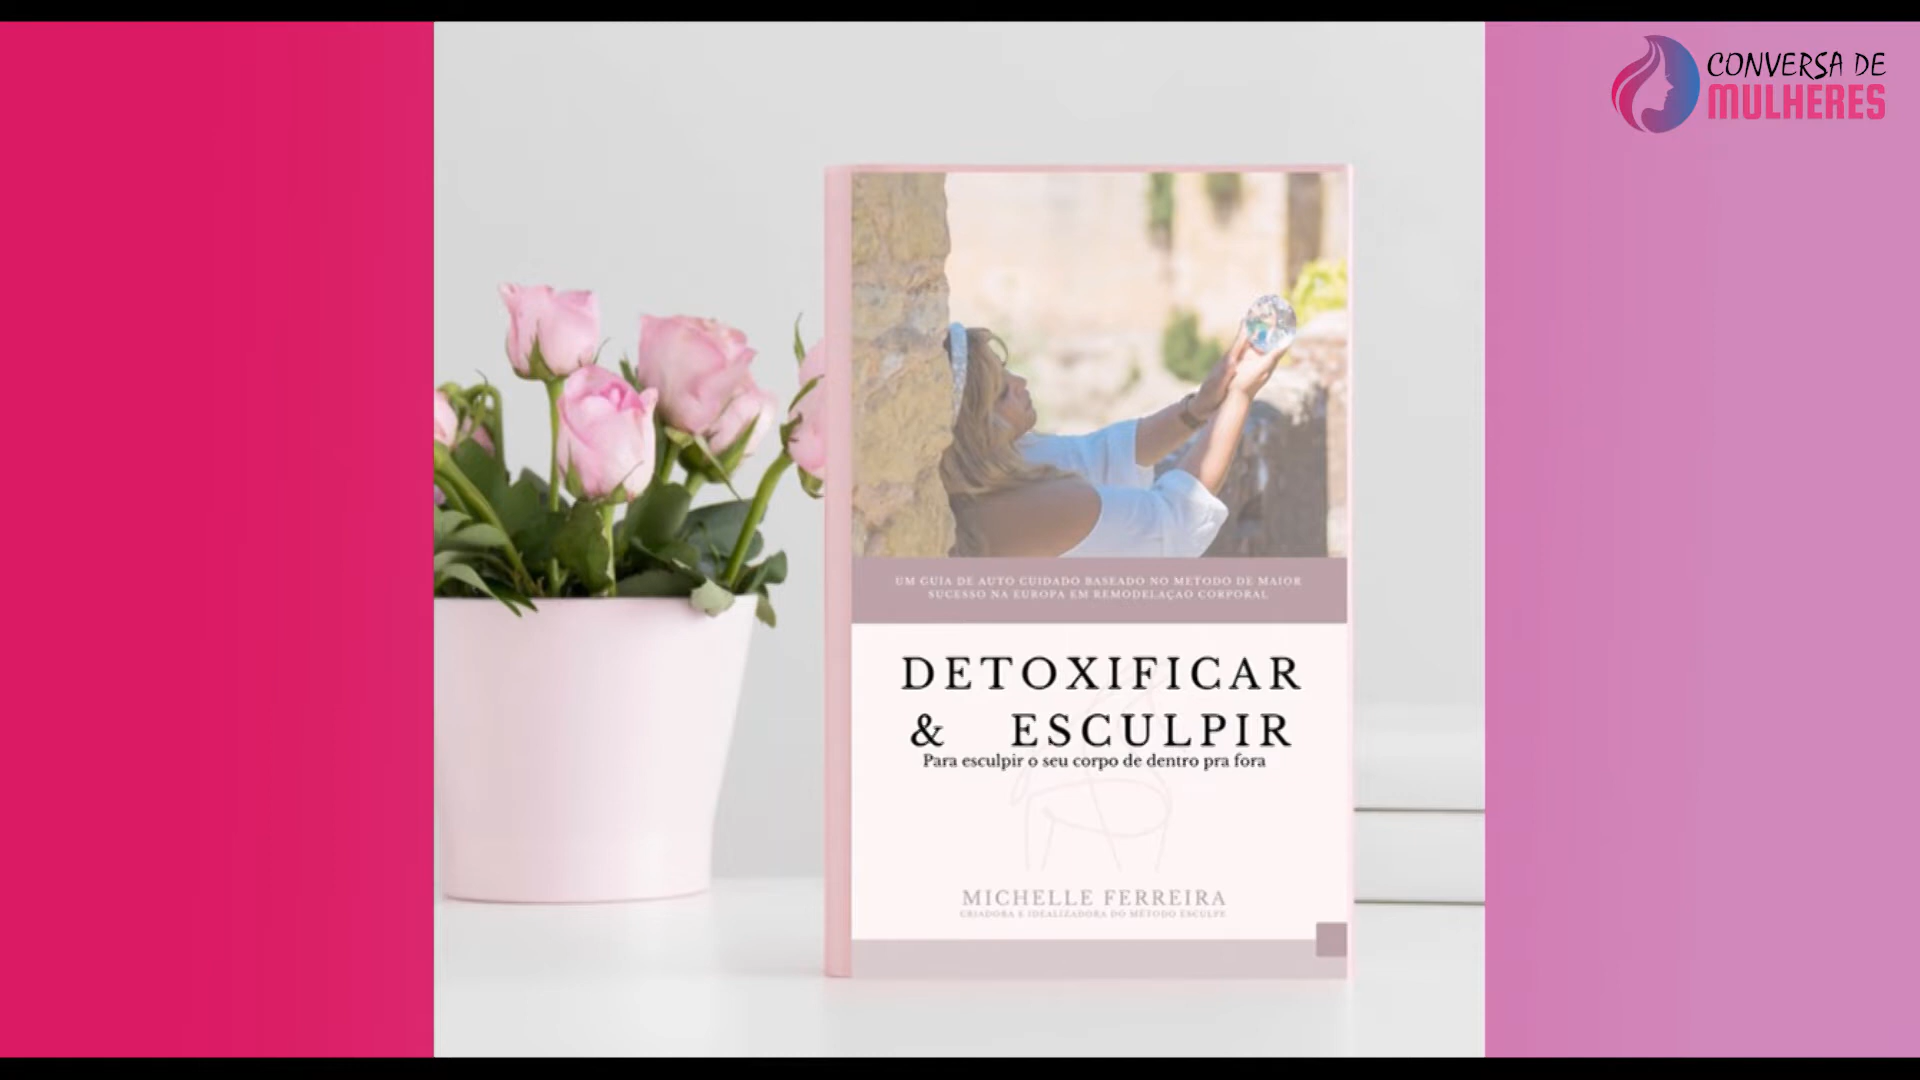 CONVERSA DE
MULHERES
UM GUIA DE AUTO CUIDADO BASEADO NO METODO DE MAIOR
SUCESSO NA EUROPA EM REMODELAÇAO CORPORAL
DETOXIFICAR
& ESCULPIR
Para esculpir o seu corpo de dentro pra fora
MICHELLE FERREIRA
CRIADORA E IDEALIZADORA DO MÉTODO ESCULPE